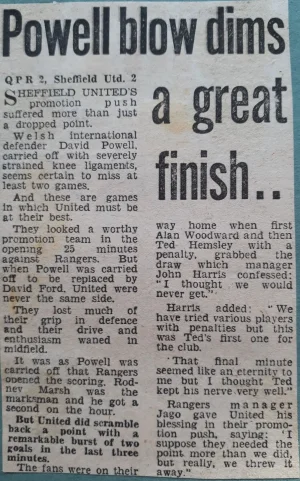 Powell blow dims
a great
finish..
QPR 2, Sheffield Utd. 2
SHEFFIELD UNITED'S
promotion push
suffered more than just
a dropped point.
Welsh international
defender David Powell,
carried off with severely
strained knee ligaments,
seems certain to miss at
least two games.
And these are games
in which United must be
at their best.
They looked a worthy
promotion team in the
opening 25 minutes
against Rangers. But
when Powell was carried
off to be replaced by
David Ford, United were
never the same side.
They lost much of
their grip in defence
and their drive and
enthusiasm waned in
midfield.
It was as Powell was
carried off that Rangers
opened the scoring. Rod-
ney Marsh was the
marksman and he got a
second on the hour.
But United did scramble
back a point with a
remarkable burst of two
goals in the last three
minutes.
The fans were on their
way home when first
Alan Woodward and then
Ted Hemsley with a
penalty, grabbed the
draw which manager
John Harris confessed:
"I thought we would
never get."
Harris added: "We
have tried various players
with penalties but this
was Ted's first one for
the club.
"That final minute
seemed like an eternity to
me but I thought Ted
kept his nerve very well."
Rangers manager
Jago gave United his
blessing in their promo-
tion push, saying: 'I
suppose they needed the
point more than we did,
but really, we threw it
away."